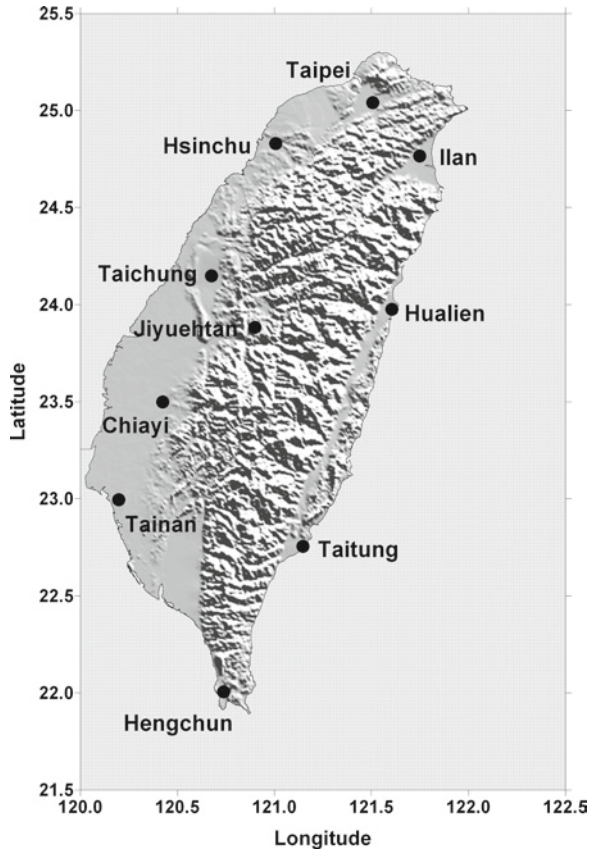 25.5
Taipei
25.0
Hsinchu
Ilan
24.5
Taichung
24.0
Hualien
Jiyuehtan
Latitude
23.5
Chiayi
23.0
Tainan
Taitung
22.5
22.0
Hengchun
21.5
120.0 120.5 121.0 121.5 122.0 122.5
Longitude